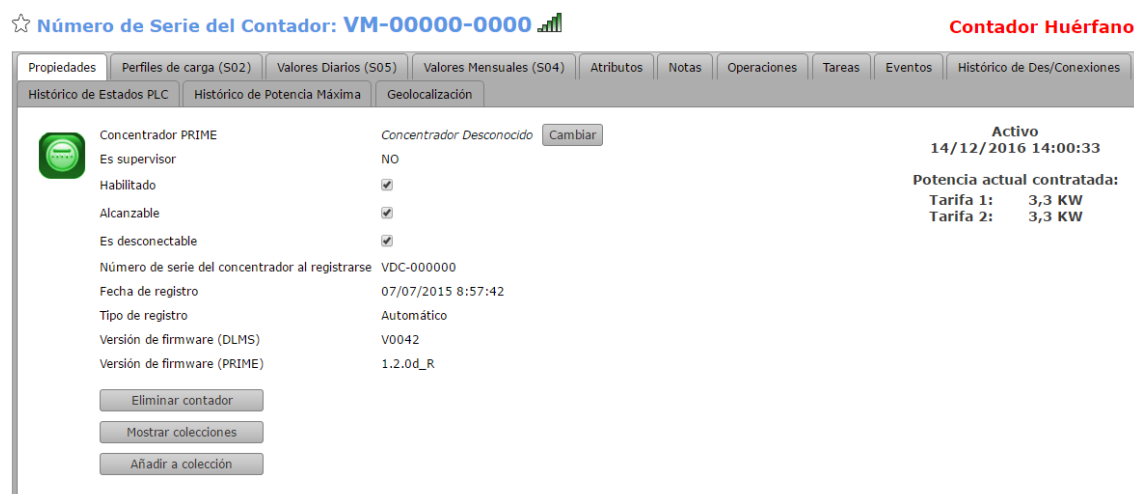 Número de Serie del Contador: VM-00000-0000
Contador Huérfano
Propiedades Perfiles de carga (S02) Valores Diarios (S05) Valores Mensuales (S04) Atributos Notas Operaciones Tareas Eventos Histórico de Des/Conexiones
Histórico de Estados PLC Histórico de Potencia Máxima Geolocalización
Concentrador PRIME Concentrador Desconocido Cambiar
Es supervisor NO
Habilitado
Alcanzable
Es desconectable
Número de serie del concentrador al registrarse VDC-000000
Fecha de registro 07/07/2015 8:57:42
Tipo de registro Automático
Versión de firmware (DLMS) V0042
Versión de firmware (PRIME) 1.2.0d_R
Eliminar contador
Mostrar colecciones
Añadir a colección
Activo
14/12/2016 14:00:33
Potencia actual contratada:
Tarifa 1: 3,3 KW
Tarifa 2: 3,3 KW